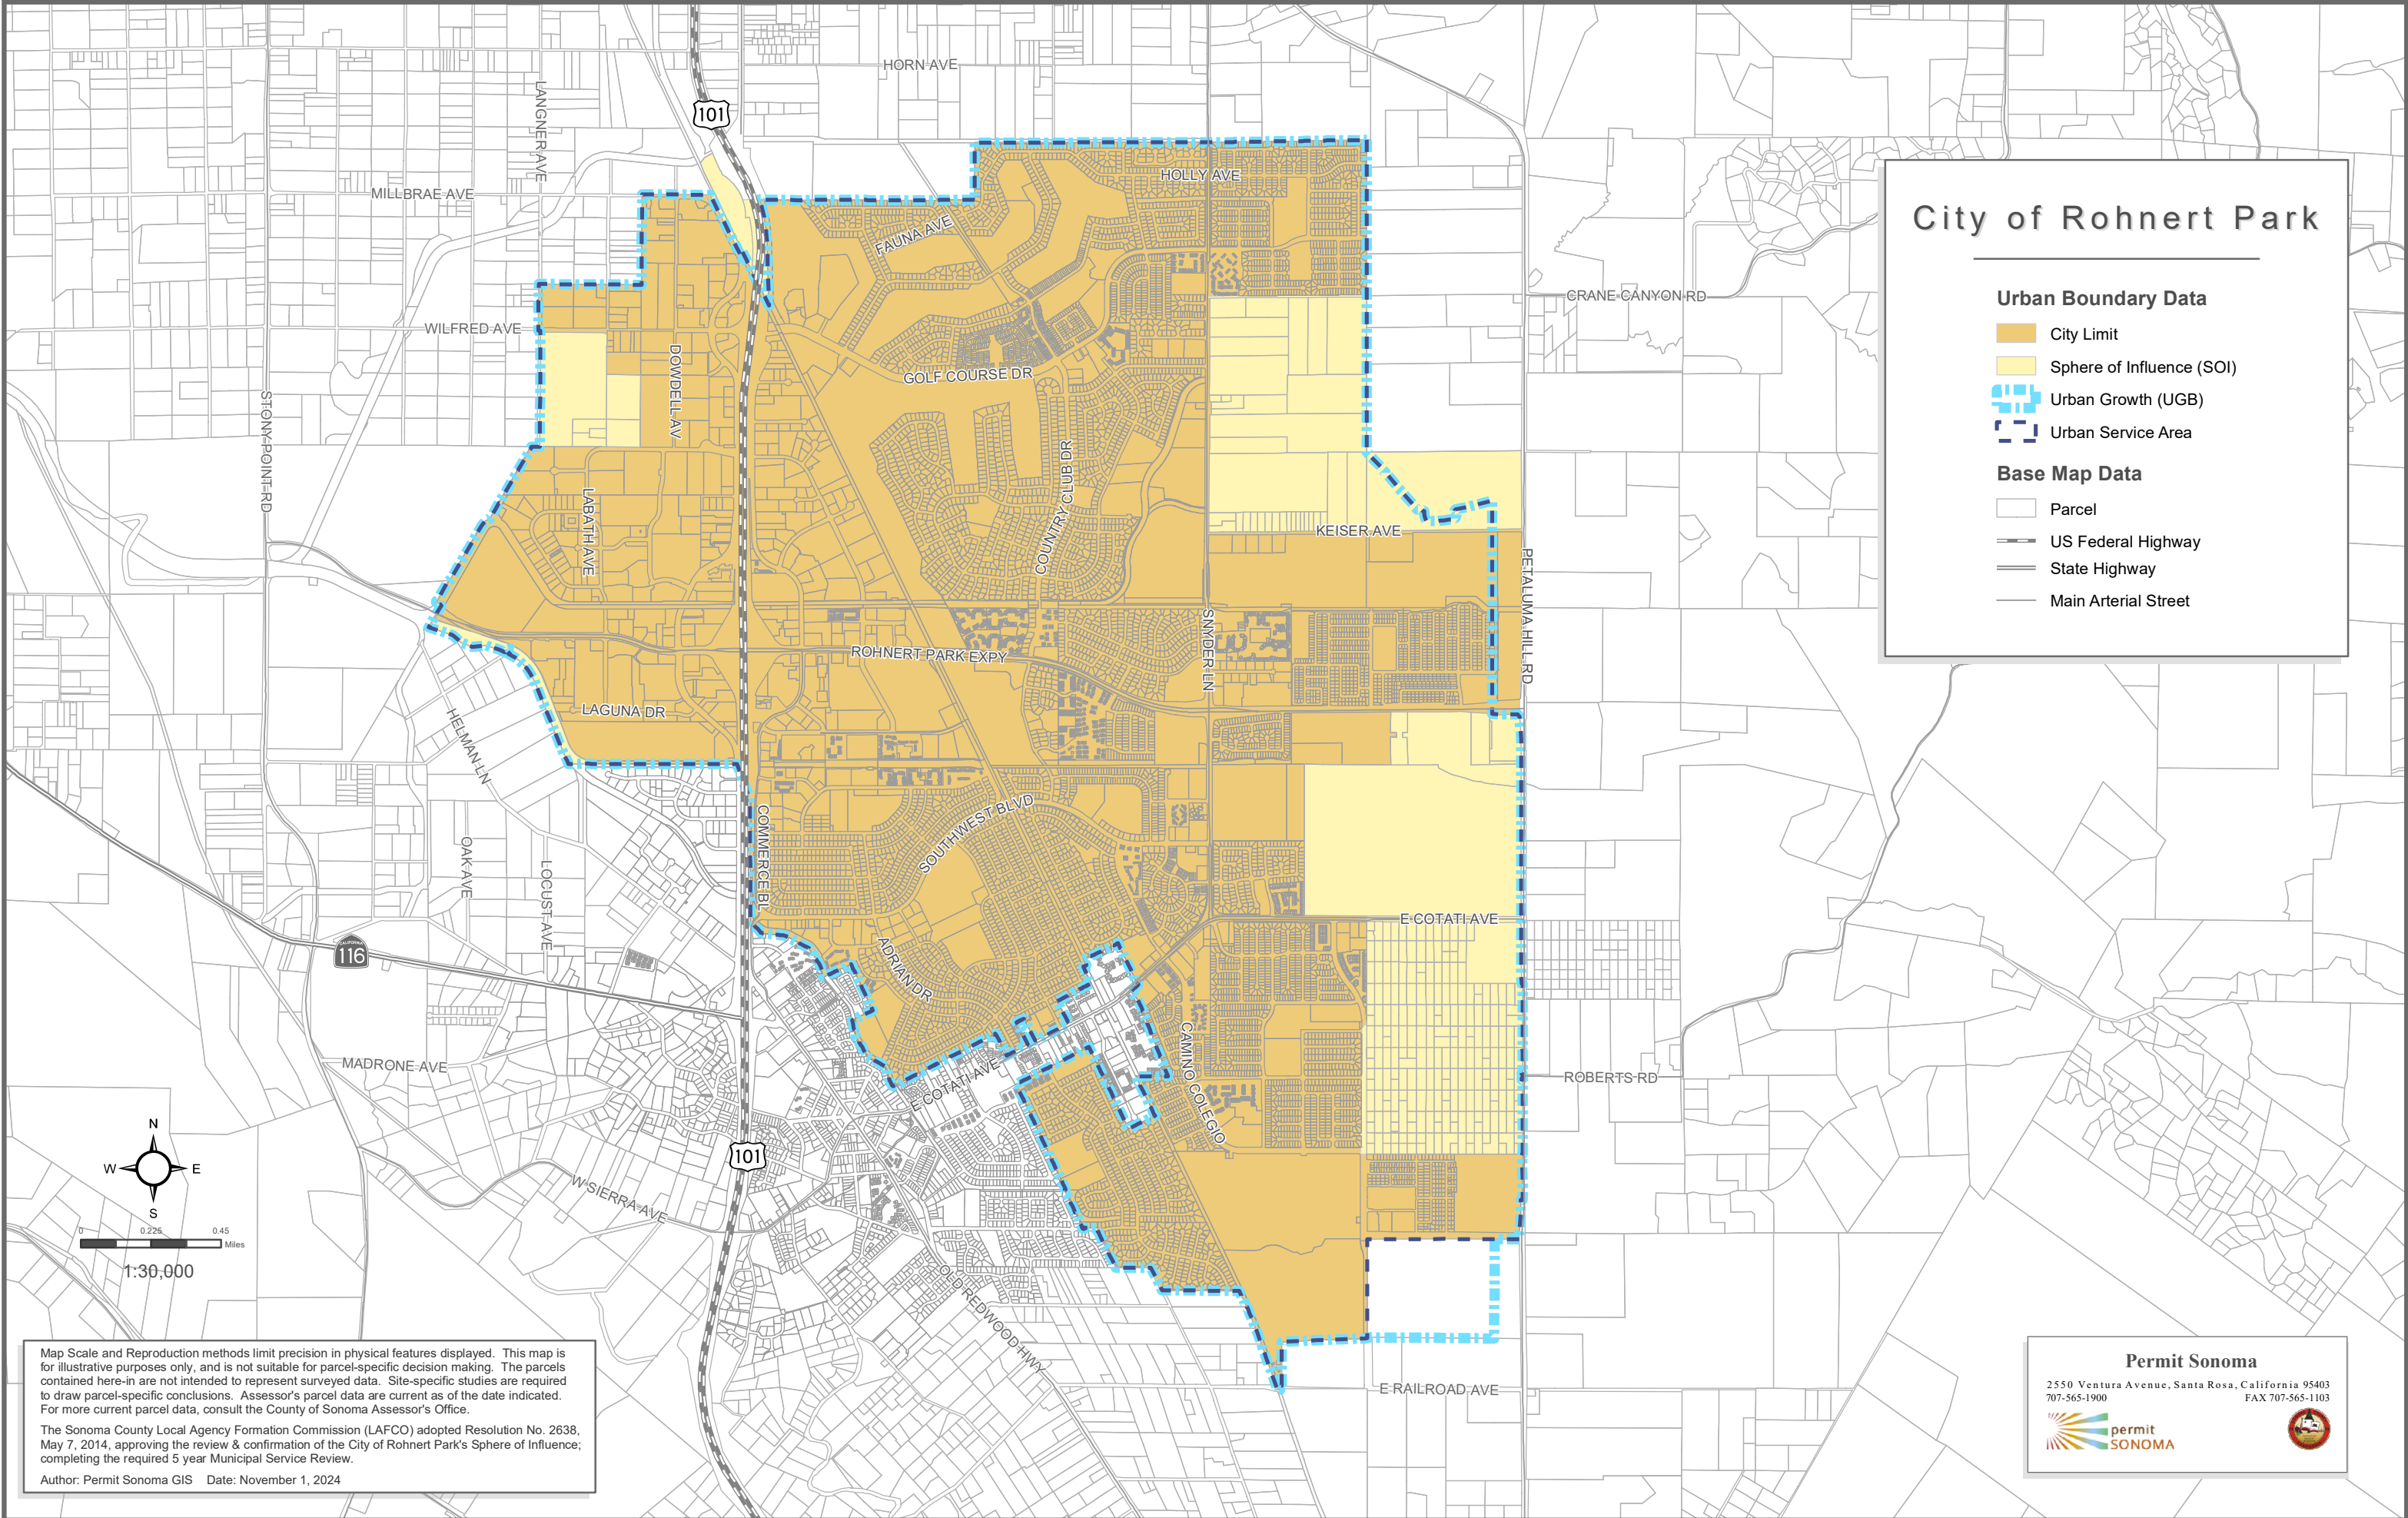 HORN AVE
LANGNER AVE
101
MILLBRAE AVE
HOLLY AVE
FAUNA AVE
WILFRED AVE
DOWDELL AV
GOLF COURSE DR
CRANE CANYON RD
STONY POINT RD
LABATH AVE
COUNTRY CLUB DR
KEISER AVE
PETALUMA HILL RD
SNYDER LN
ROHNERT PARK EXPY
LAGUNA DR
HELMAN LN
COMMERCE BL
SOUTHWEST BLVD
OAK AVE
LOCUST AVE
E COTATI AVE
CALIFORNIA
116
ADRIAN DR
CAMINO COLEGIO
E COTATI AVE
MADRONE AVE
ROBERTS RD
101
W SIERRA AVE
OLD REDWOOD HWY
E RAILROAD AVE
City of Rohnert Park
Urban Boundary Data
City Limit
Sphere of Influence (SOI)
Urban Growth (UGB)
Urban Service Area
Base Map Data
Parcel
US Federal Highway
State Highway
Main Arterial Street
N
W E
S
0 0.225 0.45
Miles
1:30,000
Map Scale and Reproduction methods limit precision in physical features displayed. This map is
for illustrative purposes only, and is not suitable for parcel-specific decision making. The parcels
contained here-in are not intended to represent surveyed data. Site-specific studies are required
to draw parcel-specific conclusions. Assessor's parcel data are current as of the date indicated.
For more current parcel data, consult the County of Sonoma Assessor's Office.
The Sonoma County Local Agency Formation Commission (LAFCO) adopted Resolution No. 2638,
May 7, 2014, approving the review & confirmation of the City of Rohnert Park's Sphere of Influence;
completing the required 5 year Municipal Service Review.
Author: Permit Sonoma GIS Date: November 1, 2024
Permit Sonoma
2550 Ventura Avenue, Santa Rosa, California 95403
707-565-1900 FAX 707-565-1103
permit
SONOMA